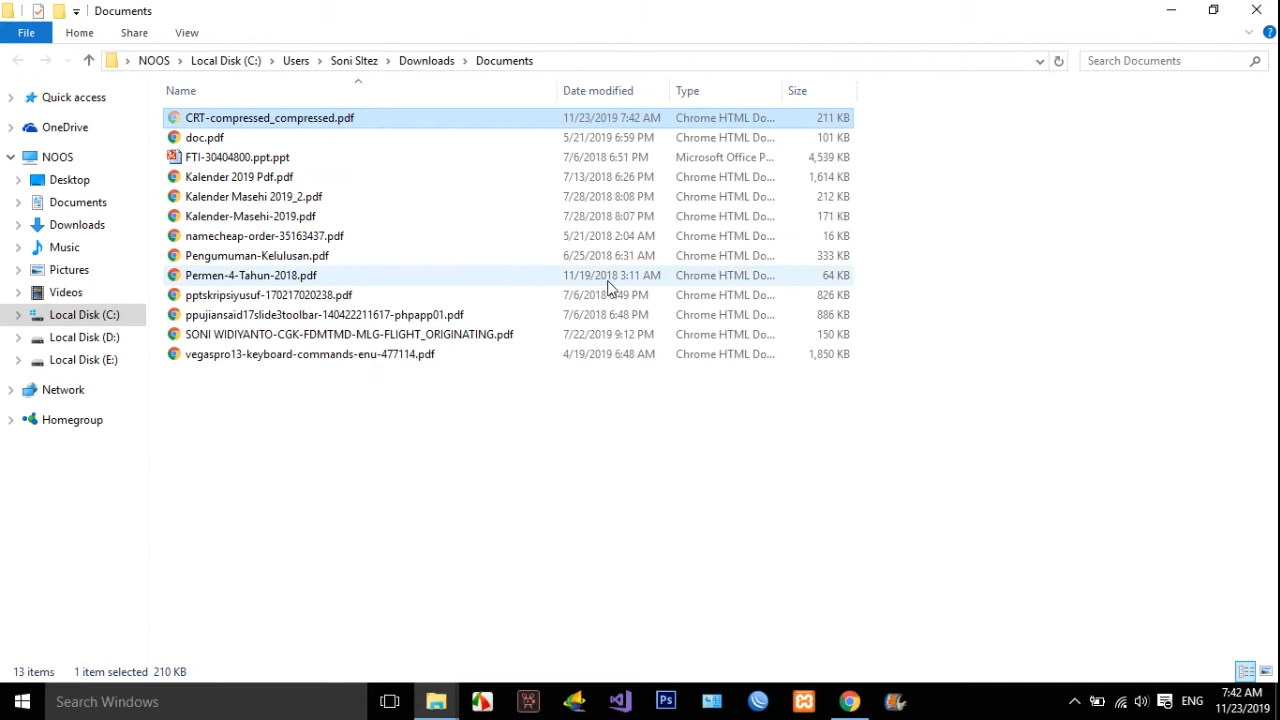 Documents
File Home Share View
NOOS Local Disk (C:) Users Soni SItez Downloads Documents Search Documents
Name Date modified Type Size
Quick access
OneDrive
NOOS
Desktop
Documents
Downloads
Music
Pictures
Videos
Local Disk (C:)
Local Disk (D:)
Local Disk (E:)
Network
Homegroup
CRT-compressed_compressed.pdf 11/23/2019 7:42 AM Chrome HTML Do... 211 KB
doc.pdf 5/21/2019 6:59 PM Chrome HTML Do... 101 KB
FTI-30404800.ppt.ppt 7/6/2018 6:51 PM Microsoft Office P... 4,539 KB
Kalender 2019 Pdf.pdf 7/13/2018 6:26 PM Chrome HTML Do... 1,614 KB
Kalender Masehi 2019_2.pdf 7/28/2018 8:08 PM Chrome HTML Do... 212 KB
Kalender-Masehi-2019.pdf 7/28/2018 8:07 PM Chrome HTML Do... 171 KB
namecheap-order-35163437.pdf 5/21/2018 2:04 AM Chrome HTML Do... 16 KB
Pengumuman-Kelulusan.pdf 6/25/2018 6:31 AM Chrome HTML Do... 333 KB
Permen-4-Tahun-2018.pdf 11/19/2018 3:11 AM Chrome HTML Do... 64 KB
pptskripsiyusuf-170217020238.pdf 7/6/2018 6:49 PM Chrome HTML Do... 826 KB
ppujiansaid17slide3toolbar-140422211617-phpapp01.pdf 7/6/2018 6:48 PM Chrome HTML Do... 886 KB
SONI WIDIYANTO-CGK-FDMTMD-MLG-FLIGHT_ORIGINATING.pdf 7/22/2019 9:12 PM Chrome HTML Do... 150 KB
vegaspro13-keyboard-commands-enu-477114.pdf 4/19/2019 6:48 AM Chrome HTML Do... 1,850 KB
13 items 1 item selected 210 KB
Search Windows
Ps
ENG
7:42 AM
11/23/2019